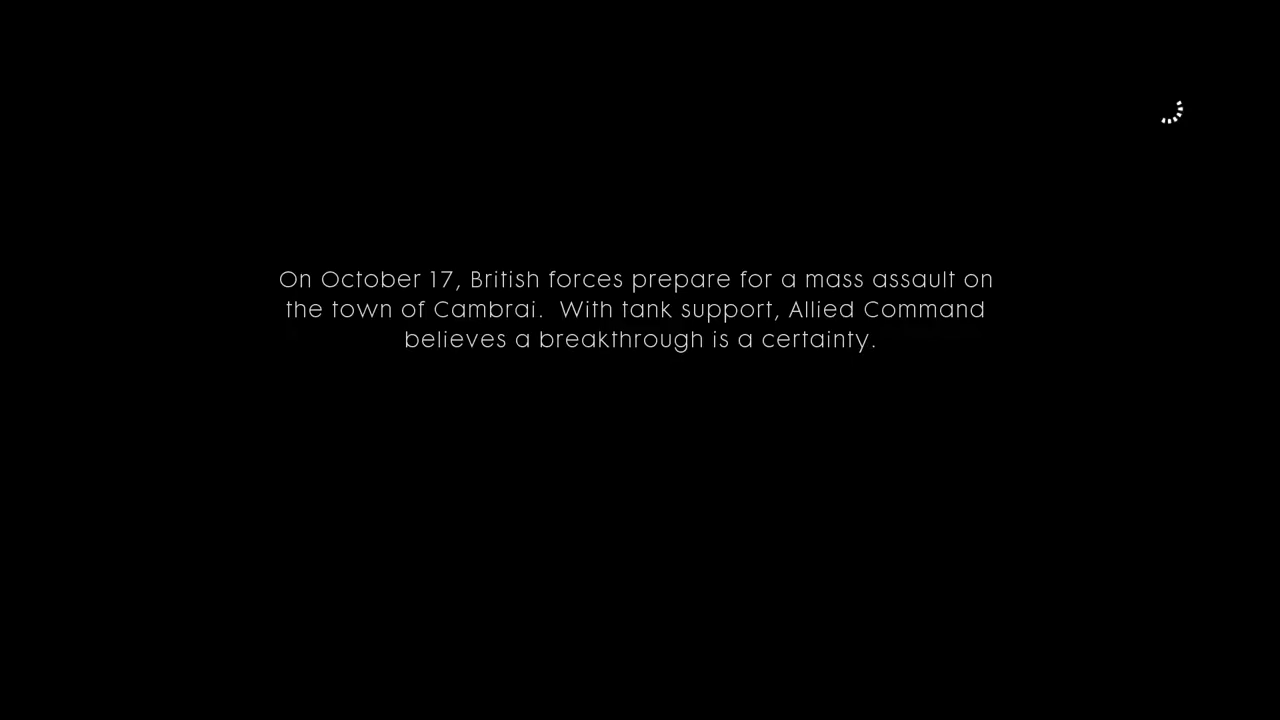 On October 17, British forces prepare for a mass assault on
the town of Cambrai.  With tank support, Allied Command
believes a breakthrough is a certainty.